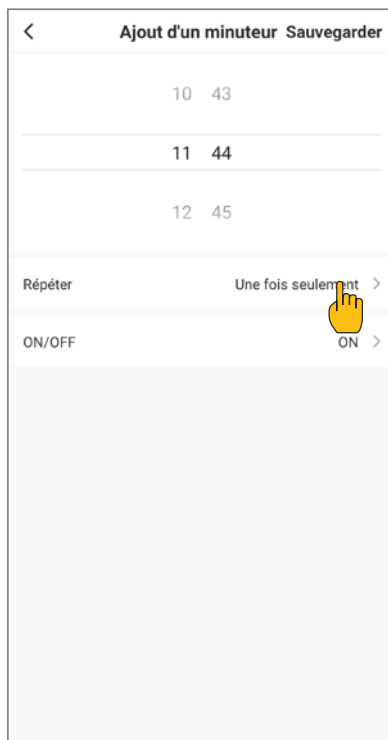 Ajout d'un minuteur Sauvegarder
10 43
11 44
12 45
Répéter Une fois seulement
ON/OFF ON